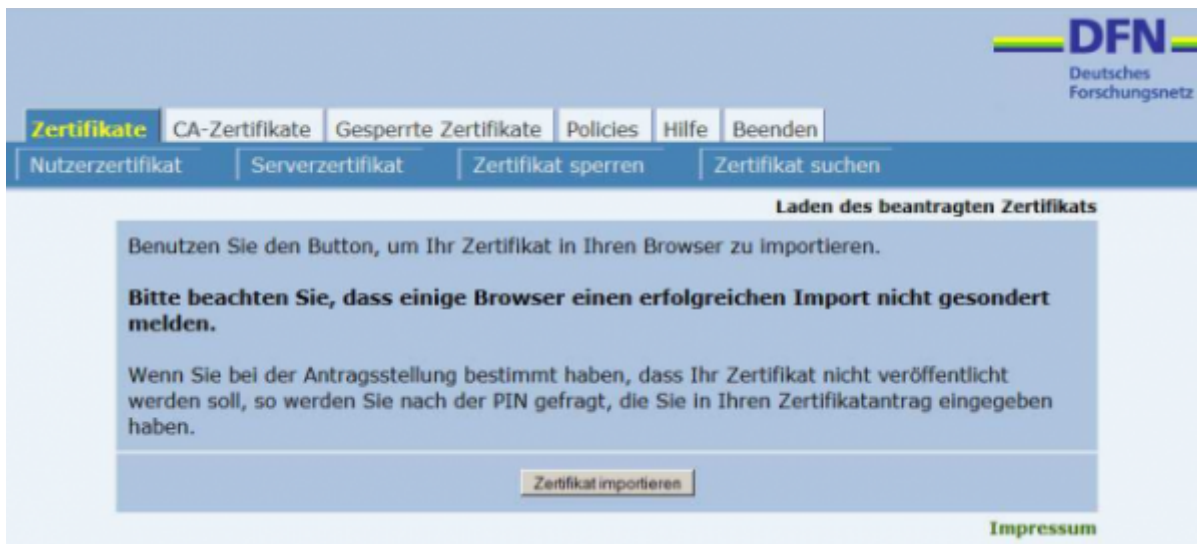 DFN
Deutsches
Forschungsnetz
Zertifikate CA-Zertifikate Gesperrte Zertifikate Policies Hilfe Beenden
Nutzerzertifikat Serverzertifikat Zertifikat sperren Zertifikat suchen
Laden des beantragten Zertifikats
Benutzen Sie den Button, um Ihr Zertifikat in Ihren Browser zu importieren.
Bitte beachten Sie, dass einige Browser einen erfolgreichen Import nicht gesondert
melden.
Wenn Sie bei der Antragsstellung bestimmt haben, dass Ihr Zertifikat nicht veröffentlicht
werden soll, so werden Sie nach der PIN gefragt, die Sie in Ihren Zertifikatantrag eingegeben
haben.
Zertifikat importieren
Impressum